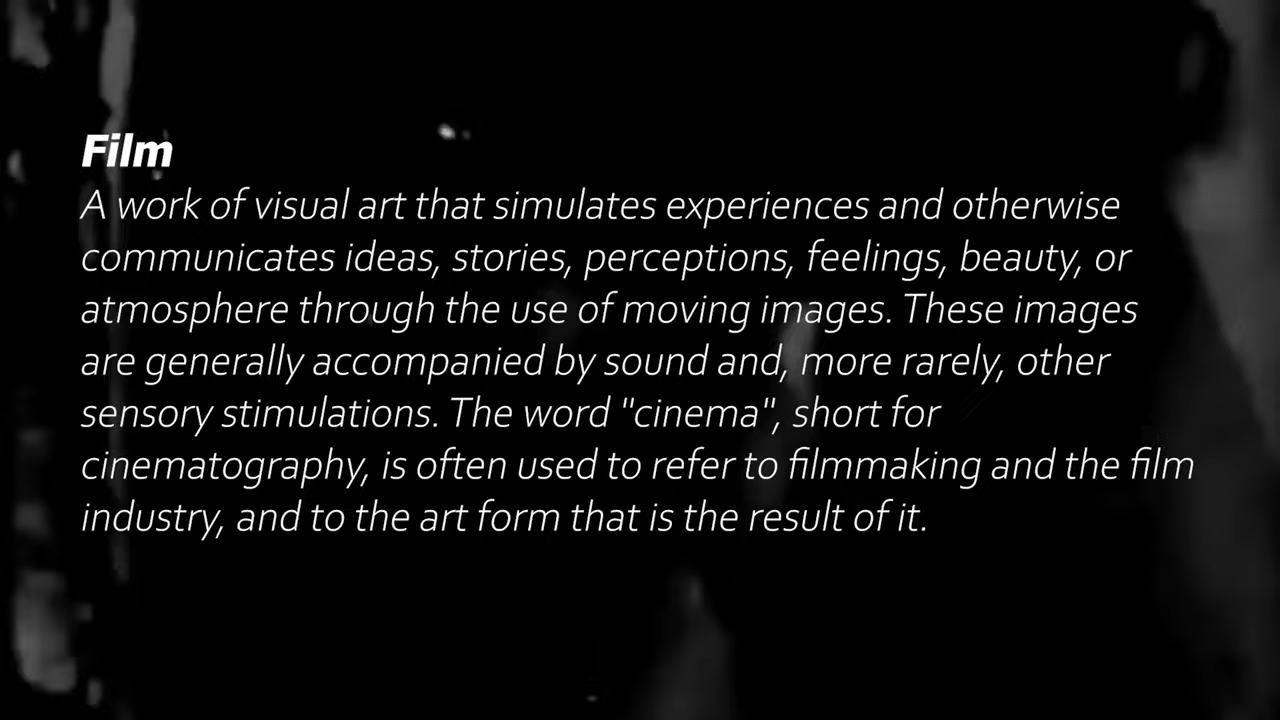 Film
A work of visual art that simulates experiences and otherwise
communicates ideas, stories, perceptions, feelings, beauty, or
atmosphere through the use of moving images. These images
are generally accompanied by sound and, more rarely, other
sensory stimulations. The word "cinema", short for
cinematography, is often used to refer to filmmaking and the film
industry, and to the art form that is the result of it.